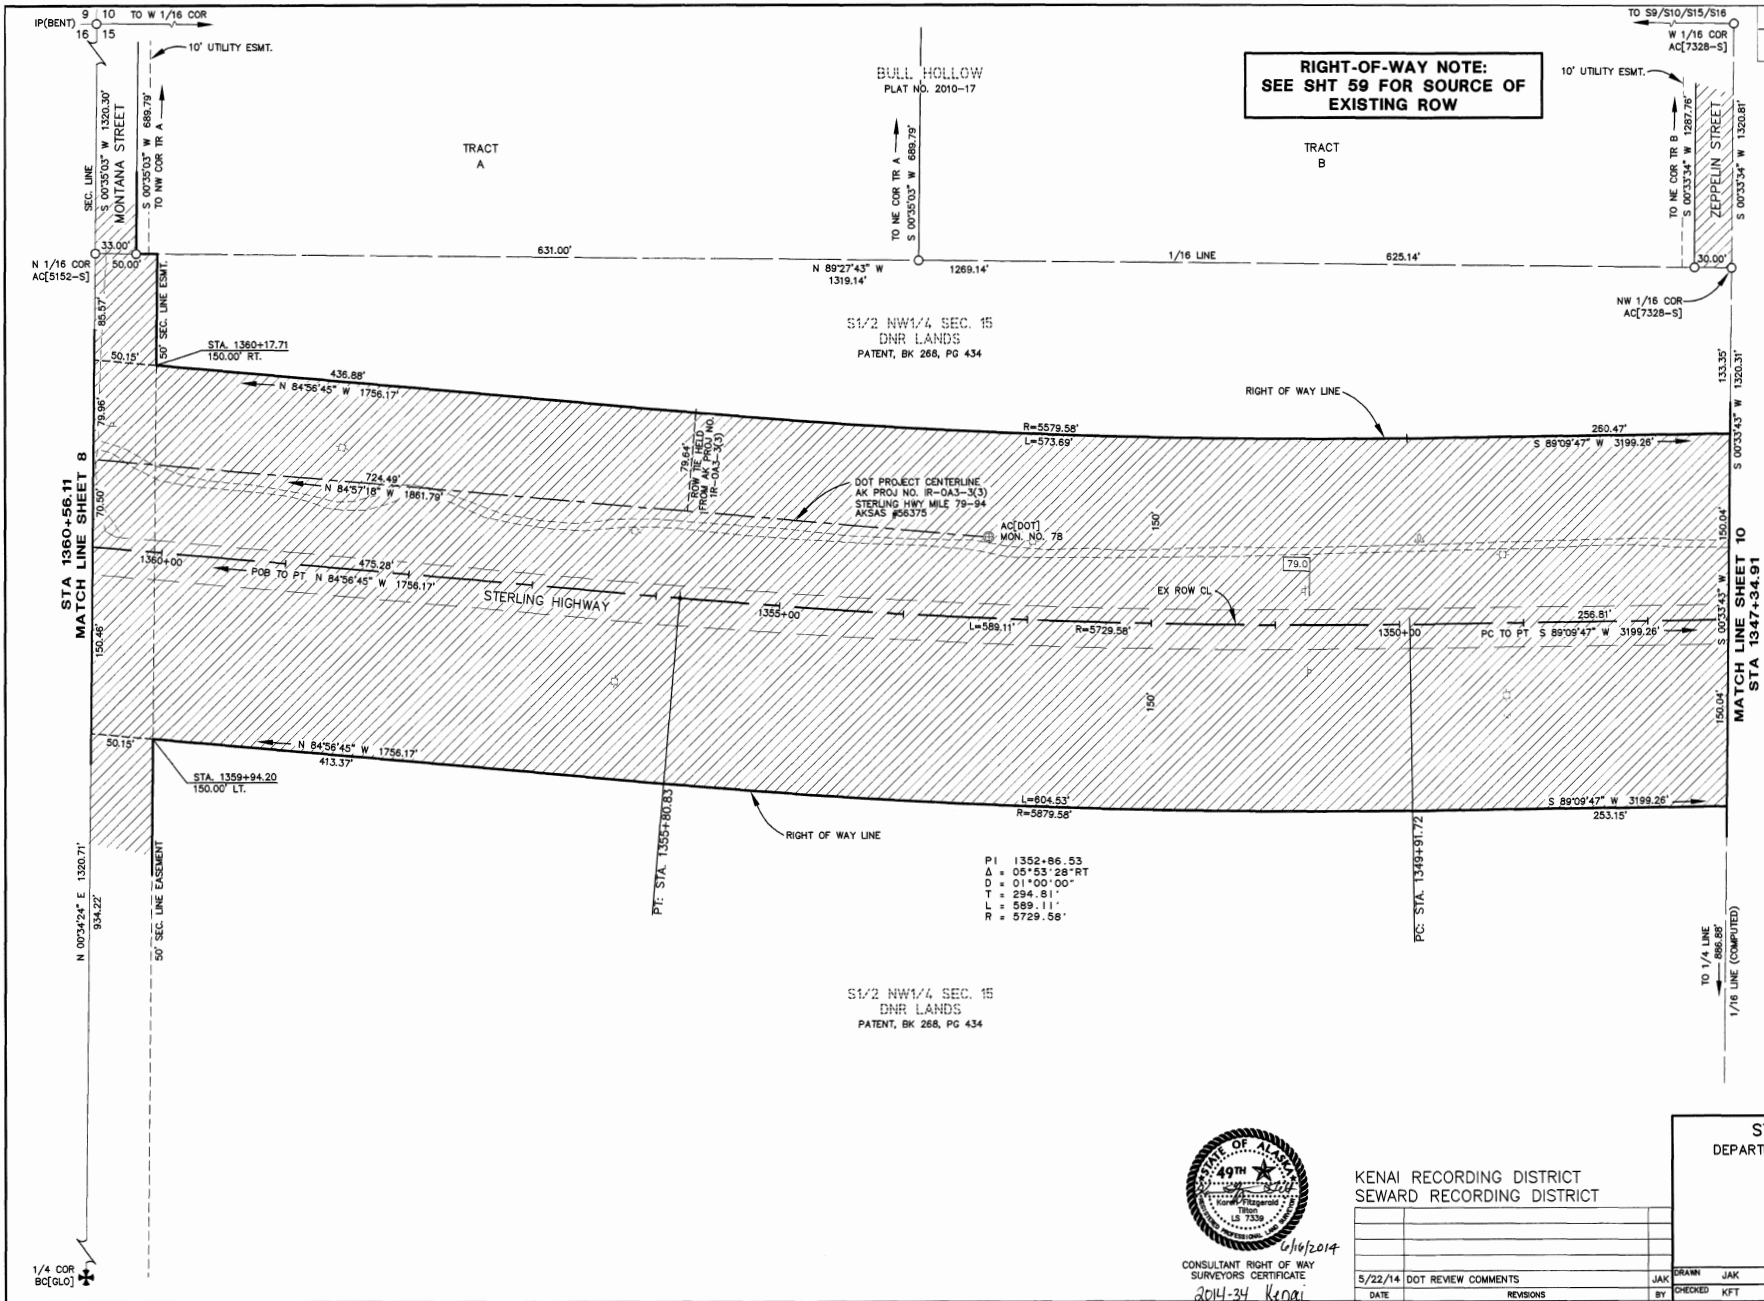 IP(BENT)
9 10
16 15
TO W 1/16 COR
10' UTILITY ESMT.
SEC. LINE
S 00°35'03" W 1320.30'
MONTANA STREET
S 00°35'03" W 689.79'
TO NW COR TR A
BULL HOLLOW
PLAT NO. 2010-17
TRACT
A
TO NE COR TR A
S 00°35'03" W 689.79'
RIGHT-OF-WAY NOTE:
SEE SHT 59 FOR SOURCE OF
EXISTING ROW
TRACT
B
TO S9/S10/S15/S16
W 1/16 COR
AC[7328-S]
10' UTILITY ESMT.
TO NE COR TR B
S 00°33'34" W 1287.76'
ZEPPELIN STREET
S 00°33'34" W 1320.81'
N 1/16 COR
AC[5152-S]
33.00'
50.00'
631.00'
N 89°27'43" W
1319.14'
1269.14'
1/16 LINE
625.14'
30.00'
NW 1/16 COR
AC[7328-S]
85.57'
50' SEC. LINE ESMT.
S1/2 NW1/4 SEC. 15
DNR LANDS
PATENT, BK 268, PG 434
STA. 1360+17.71
150.00' RT.
50.15'
436.88'
N 84°56'45" W 1756.17'
79.96'
79.64'
ROW TIE HELD
FROM AK PROJ NO.
IR-OA3-3(3)
R=5579.58'
L=573.69'
RIGHT OF WAY LINE
260.47'
S 89°09'47" W 3199.26'
133.35'
S 00°33'43" W 1320.31'
STA 1360+56.11
MATCH LINE SHEET 8
70.50'
724.49'
N 84°57'18" W 1861.79'
DOT PROJECT CENTERLINE
AK PROJ NO. IR-OA3-3(3)
STERLING HWY MILE 79-94
AKSAS #56375
AC[DOT]
MON. NO. 78
150'
79.0
150.04'
MATCH LINE SHEET 10
STA 1347+34.91
1360+00
475.28'
POB TO PT N 84°56'45" W 1756.17'
STERLING HIGHWAY
1355+00
L=589.11'
R=5729.58'
EX ROW CL
1350+00
256.81'
PC TO PT S 89°09'47" W 3199.26'
S 00°33'43" W
150.46'
150'
150.04'
50.15'
N 84°56'45" W 1756.17'
413.37'
STA. 1359+94.20
150.00' LT.
L=604.53'
R=5879.58'
S 89°09'47" W 3199.26'
253.15'
RIGHT OF WAY LINE
PT: STA. 1355+80.83
PC: STA. 1349+91.72
PI 1352+86.53
Δ = 05°53'28"RT
D = 01°00'00"
T = 294.81'
L = 589.11'
R = 5729.58'
N 00°34'24" E 1320.71'
934.22'
50' SEC. LINE EASEMENT
S1/2 NW1/4 SEC. 15
DNR LANDS
PATENT, BK 268, PG 434
TO 1/4 LINE
886.88'
1/16 LINE (COMPUTED)
1/4 COR
BC[GLO]
STATE OF ALASKA
49TH
Karen Fitzgerald
Tilton
LS 7339
REGISTERED PROFESSIONAL LAND SURVEYOR
6/16/2014
CONSULTANT RIGHT OF WAY
SURVEYORS CERTIFICATE
2014-34 Kenai
KENAI RECORDING DISTRICT
SEWARD RECORDING DISTRICT
5/22/14 DOT REVIEW COMMENTS JAK
DATE REVISIONS BY
DEPART
DRAWN JAK
CHECKED KFT